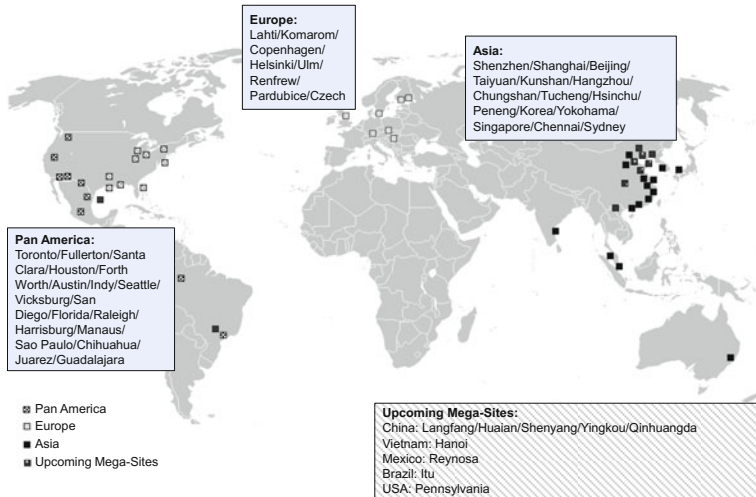 Europe:
Lahti/Komarom/
Copenhagen/
Helsinki/Ulm/
Renfrew/
Pardubice/Czech
Asia:
Shenzhen/Shanghai/Beijing/
Taiyuan/Kunshan/Hangzhou/
Chungshan/Tucheng/Hsinchu/
Peneng/Korea/Yokohama/
Singapore/Chennai/Sydney
Pan America:
Toronto/Fullerton/Santa
Clara/Houston/Forth
Worth/Austin/Indy/Seattle/
Vicksburg/San
Diego/Florida/Raleigh/
Harrisburg/Manaus/
Sao Paulo/Chihuahua/
Juarez/Guadalajara
Pan America
Europe
Asia
Upcoming Mega-Sites
Upcoming Mega-Sites:
China: Langfang/Huaian/Shenyang/Yingkou/Qinhuangda
Vietnam: Hanoi
Mexico: Reynosa
Brazil: Itu
USA: Pennsylvania